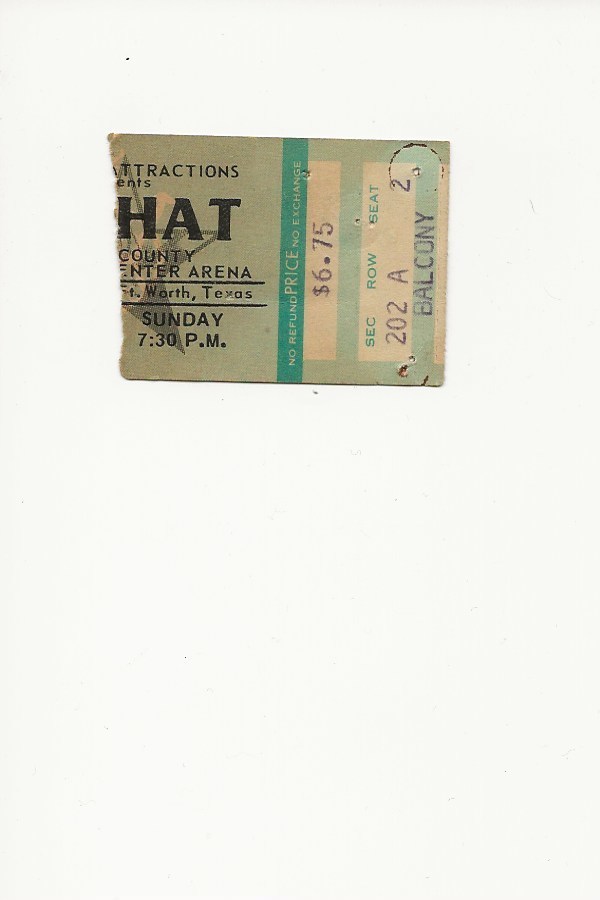 ATTRACTIONS
ents
HAT
COUNTY
ENTER ARENA
t. Worth, Texas
SUNDAY
7:30 P.M.
NO REFUND PRICE NO EXCHANGE
$6.75
SEC ROW SEAT
202 A 2
BALCONY